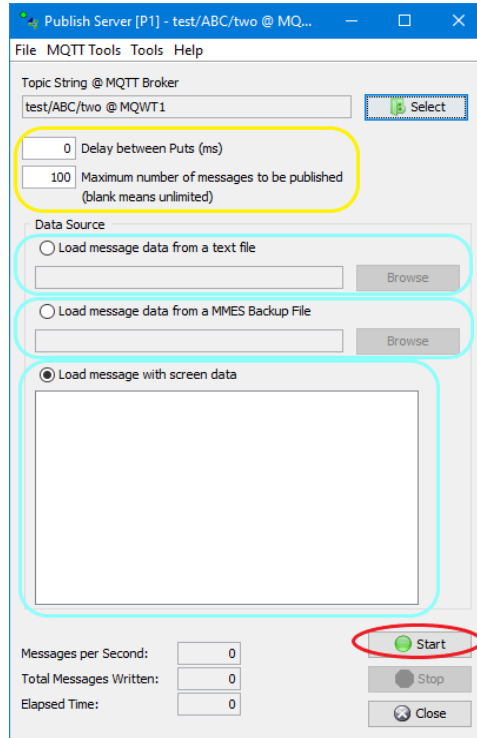 Publish Server [P1] - test/ABC/two @ MQ...
File MQTT Tools Tools Help
Topic String @ MQTT Broker
test/ABC/two @ MQWT1
Select
0 Delay between Puts (ms)
100 Maximum number of messages to be published
(blank means unlimited)
Data Source
Load message data from a text file
Browse
Load message data from a MMES Backup File
Browse
Load message with screen data
Start
Messages per Second: 0
Total Messages Written: 0
Stop
Elapsed Time: 0
Close